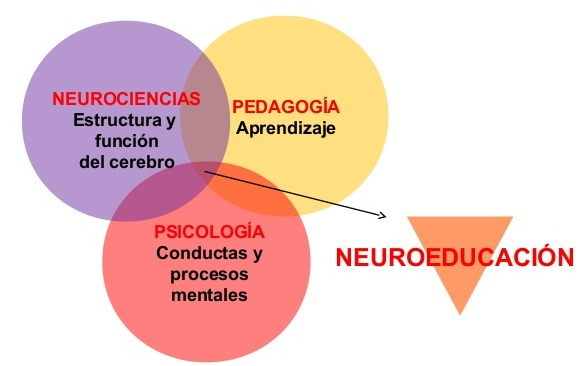 NEUROCIENCIAS
Estructura y
función
del cerebro
PEDAGOGÍA
Aprendizaje
PSICOLOGÍA
Conductas y
procesos
mentales
NEUROEDUCACIÓN